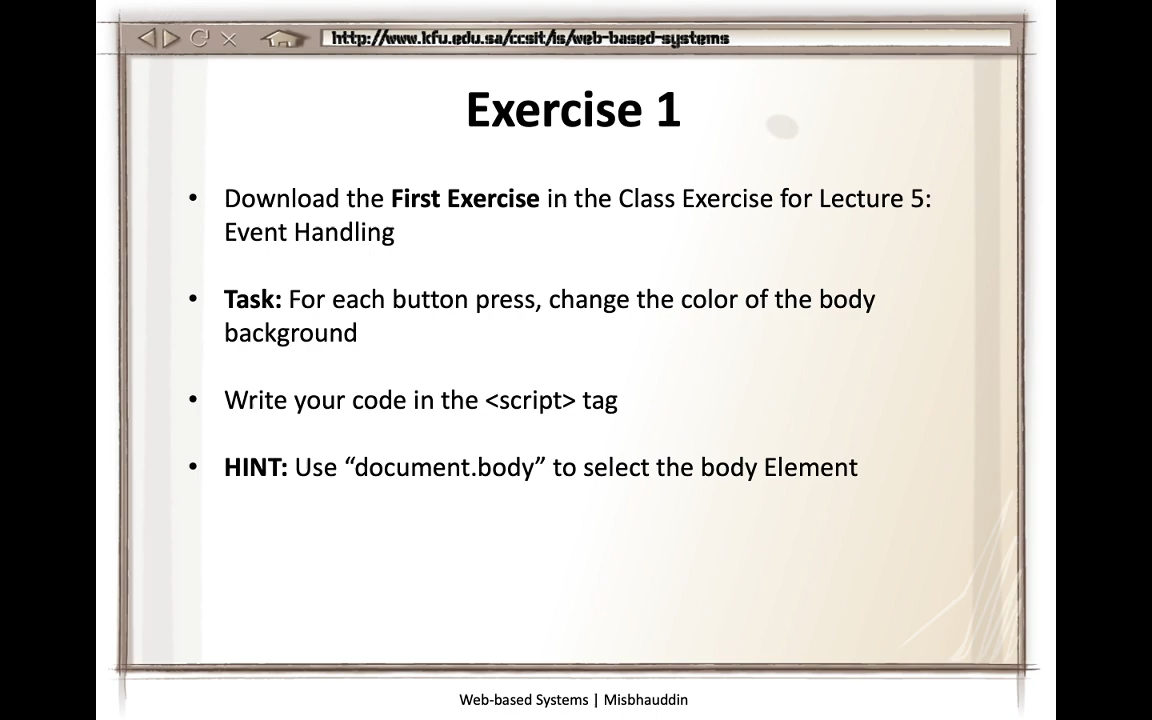 http://www.kfu.edu.sa/ccsit/is/web-based-systems
Exercise 1
• Download the First Exercise in the Class Exercise for Lecture 5:
Event Handling
• Task: For each button press, change the color of the body
background
• Write your code in the <script> tag
• HINT: Use “document.body” to select the body Element
Web-based Systems | Misbhauddin